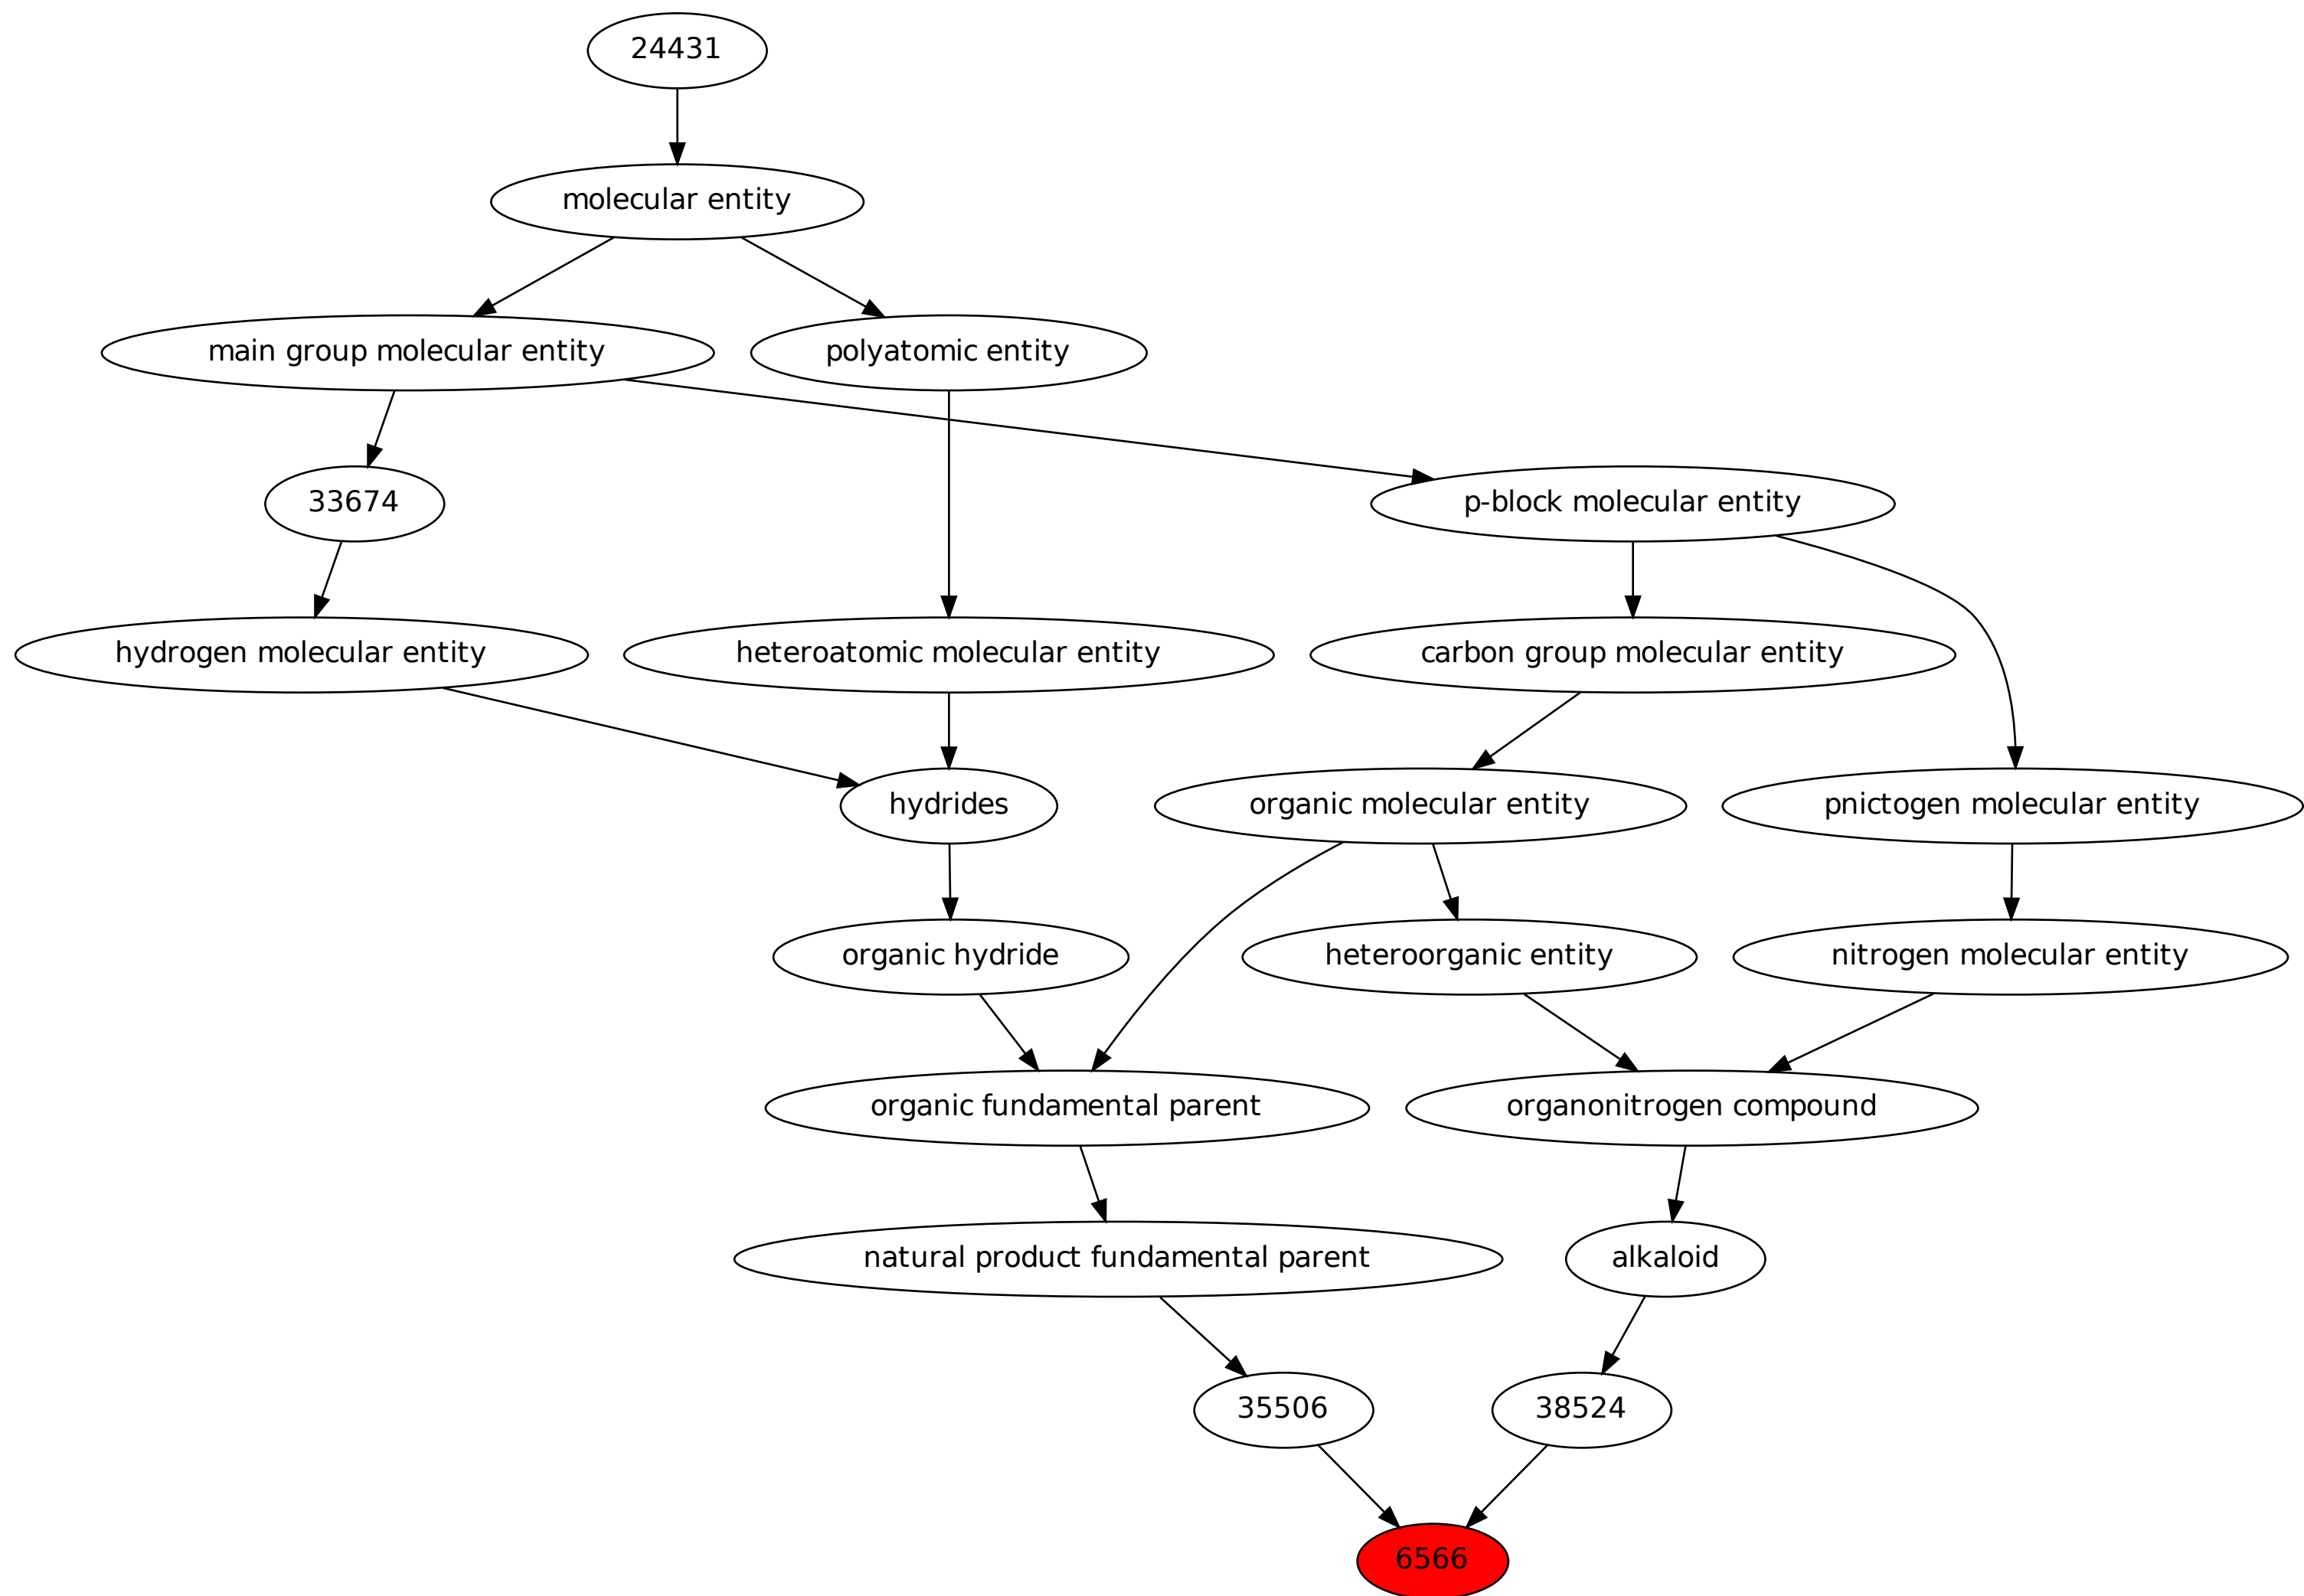 24431
molecular entity
main group molecular entity
polyatomic entity
33674
p-block molecular entity
hydrogen molecular entity
heteroatomic molecular entity
carbon group molecular entity
hydrides
organic molecular entity
pnictogen molecular entity
organic hydride
heteroorganic entity
nitrogen molecular entity
organic fundamental parent
organonitrogen compound
natural product fundamental parent
alkaloid
35506
38524
6566